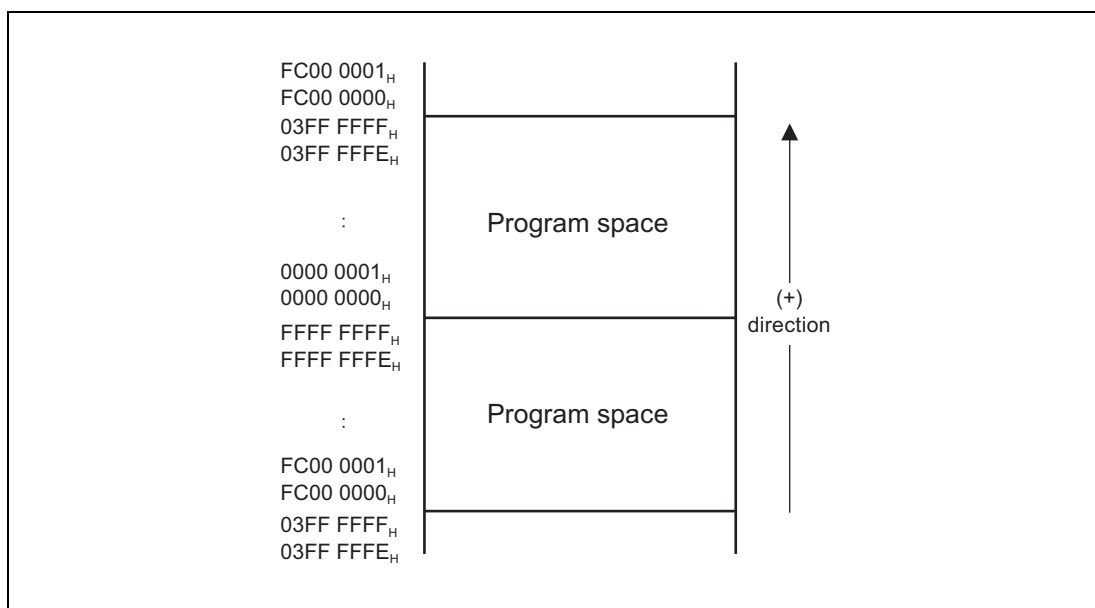 FC00 0001H
FC00 0000H
03FF FFFFH
03FF FFFEH
:
Program space
0000 0001H
0000 0000H
(+)
direction
FFFF FFFFH
FFFF FFFEH
:
Program space
FC00 0001H
FC00 0000H
03FF FFFFH
03FF FFFEH